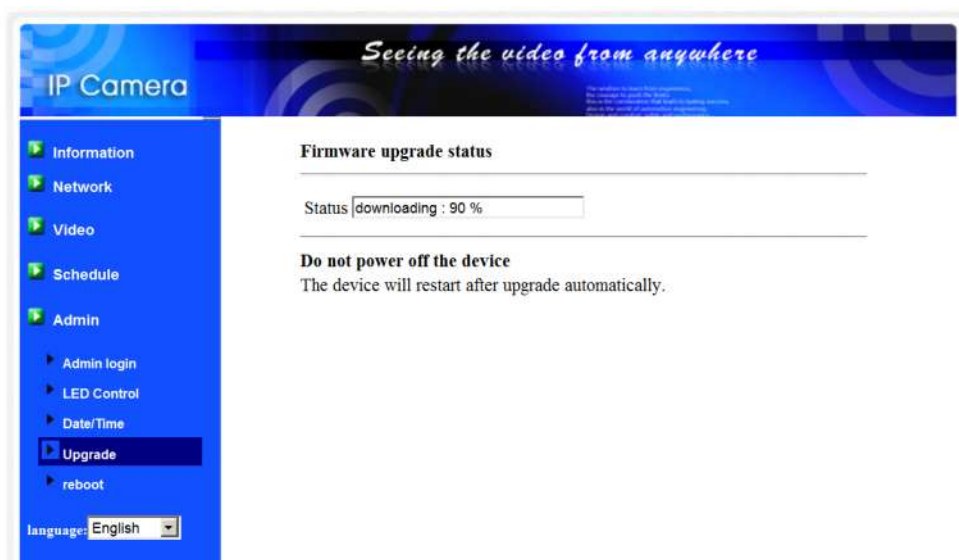 Seeing the video from anywhere
IP Camera
Information
Network
Video
Schedule
Admin
Admin login
LED Control
Date/Time
Upgrade
reboot
language: English
Firmware upgrade status
Status downloading : 90 %
Do not power off the device
The device will restart after upgrade automatically.